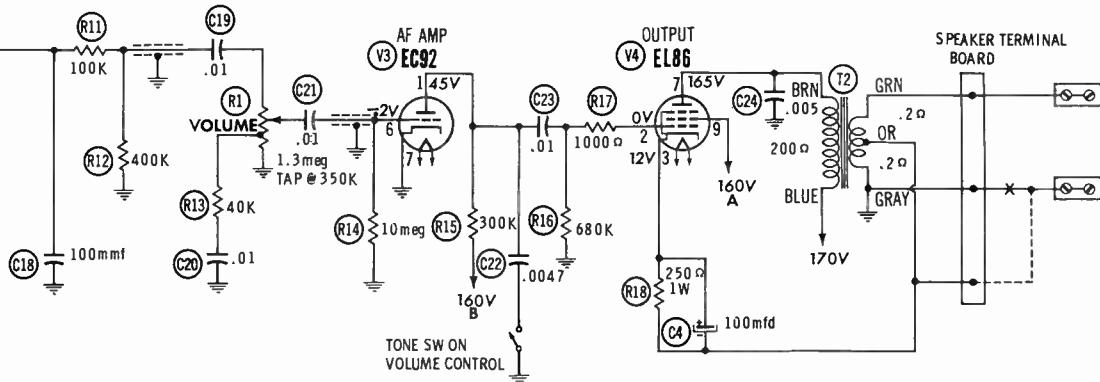 R11
100K
C19
.01
R1
VOLUME
1.3meg
TAP @ 350K
R12
400K
R13
40K
C18
100mmf
C20
.01
C21
.01
AF AMP
V3
EC92
1
45V
.2V
6
7
R14
10meg
R15
300K
160V
B
C22
.0047
TONE SW ON
VOLUME CONTROL
C23
.01
R16
680K
R17
1000Ω
OUTPUT
V4
EL86
7
165V
0V
2
9
12V
3
160V
A
R18
250Ω
1W
C4
+
100mfd
C24
.005
BRN
T2
200Ω
BLUE
170V
GRN
.2Ω
OR
.2Ω
GRAY
SPEAKER TERMINAL
BOARD
X